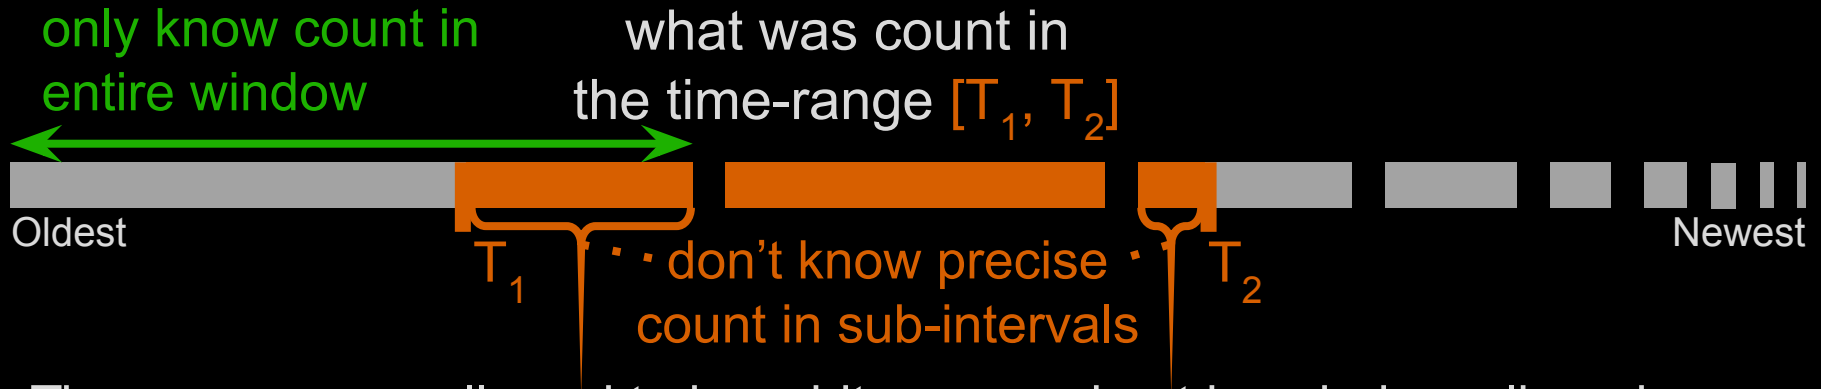 only know count in
entire window
what was count in
the time-range [T1, T2]
Oldest
Newest
T1
don't know precise
count in sub-intervals
T2